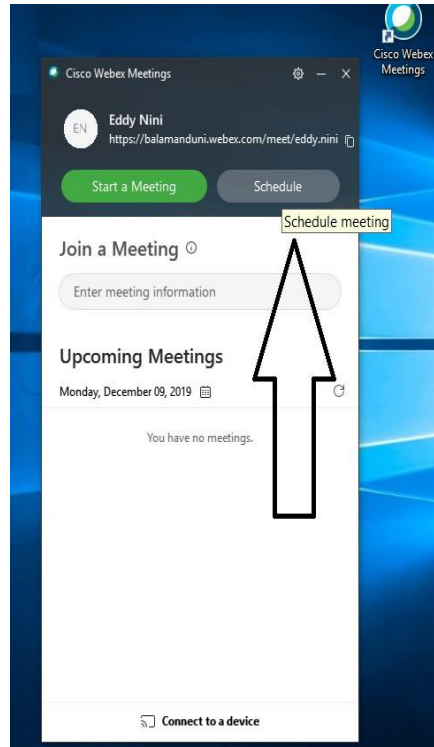 Cisco Webex
Meetings
Cisco Webex Meetings
EN
Eddy Nini
https://balamanduni.webex.com/meet/eddy.nini
Start a Meeting
Schedule
Schedule meeting
Join a Meeting
Enter meeting information
Upcoming Meetings
Monday, December 09, 2019
You have no meetings.
Connect to a device